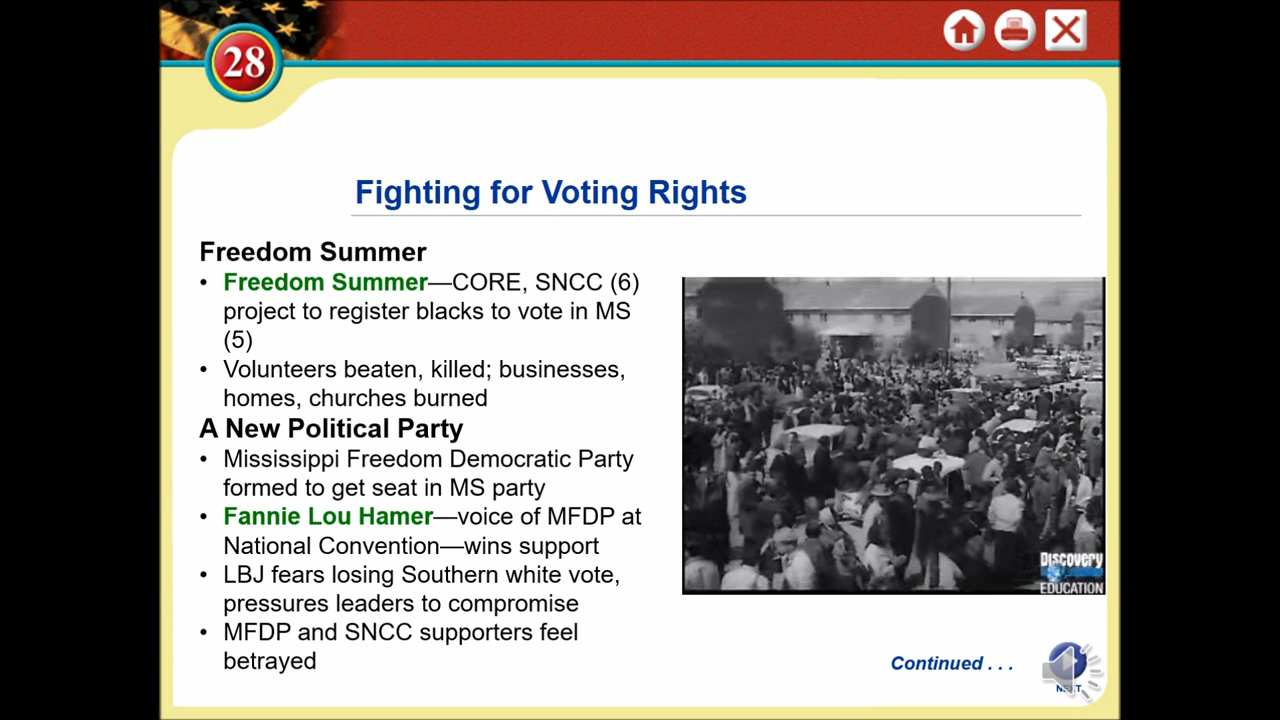 28
Fighting for Voting Rights
Freedom Summer
• Freedom Summer—CORE, SNCC (6)
project to register blacks to vote in MS
(5)
• Volunteers beaten, killed; businesses,
homes, churches burned
A New Political Party
• Mississippi Freedom Democratic Party
formed to get seat in MS party
• Fannie Lou Hamer—voice of MFDP at
National Convention—wins support
• LBJ fears losing Southern white vote,
pressures leaders to compromise
• MFDP and SNCC supporters feel
betrayed
Discovery
EDUCATION
Continued . . .
NEXT